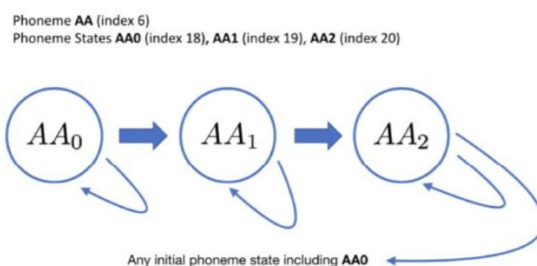 Phoneme AA (index 6)
Phoneme States AA0 (index 18), AA1 (index 19), AA2 (index 20)
AA₀ AA₁ AA₂
Any initial phoneme state including AA0